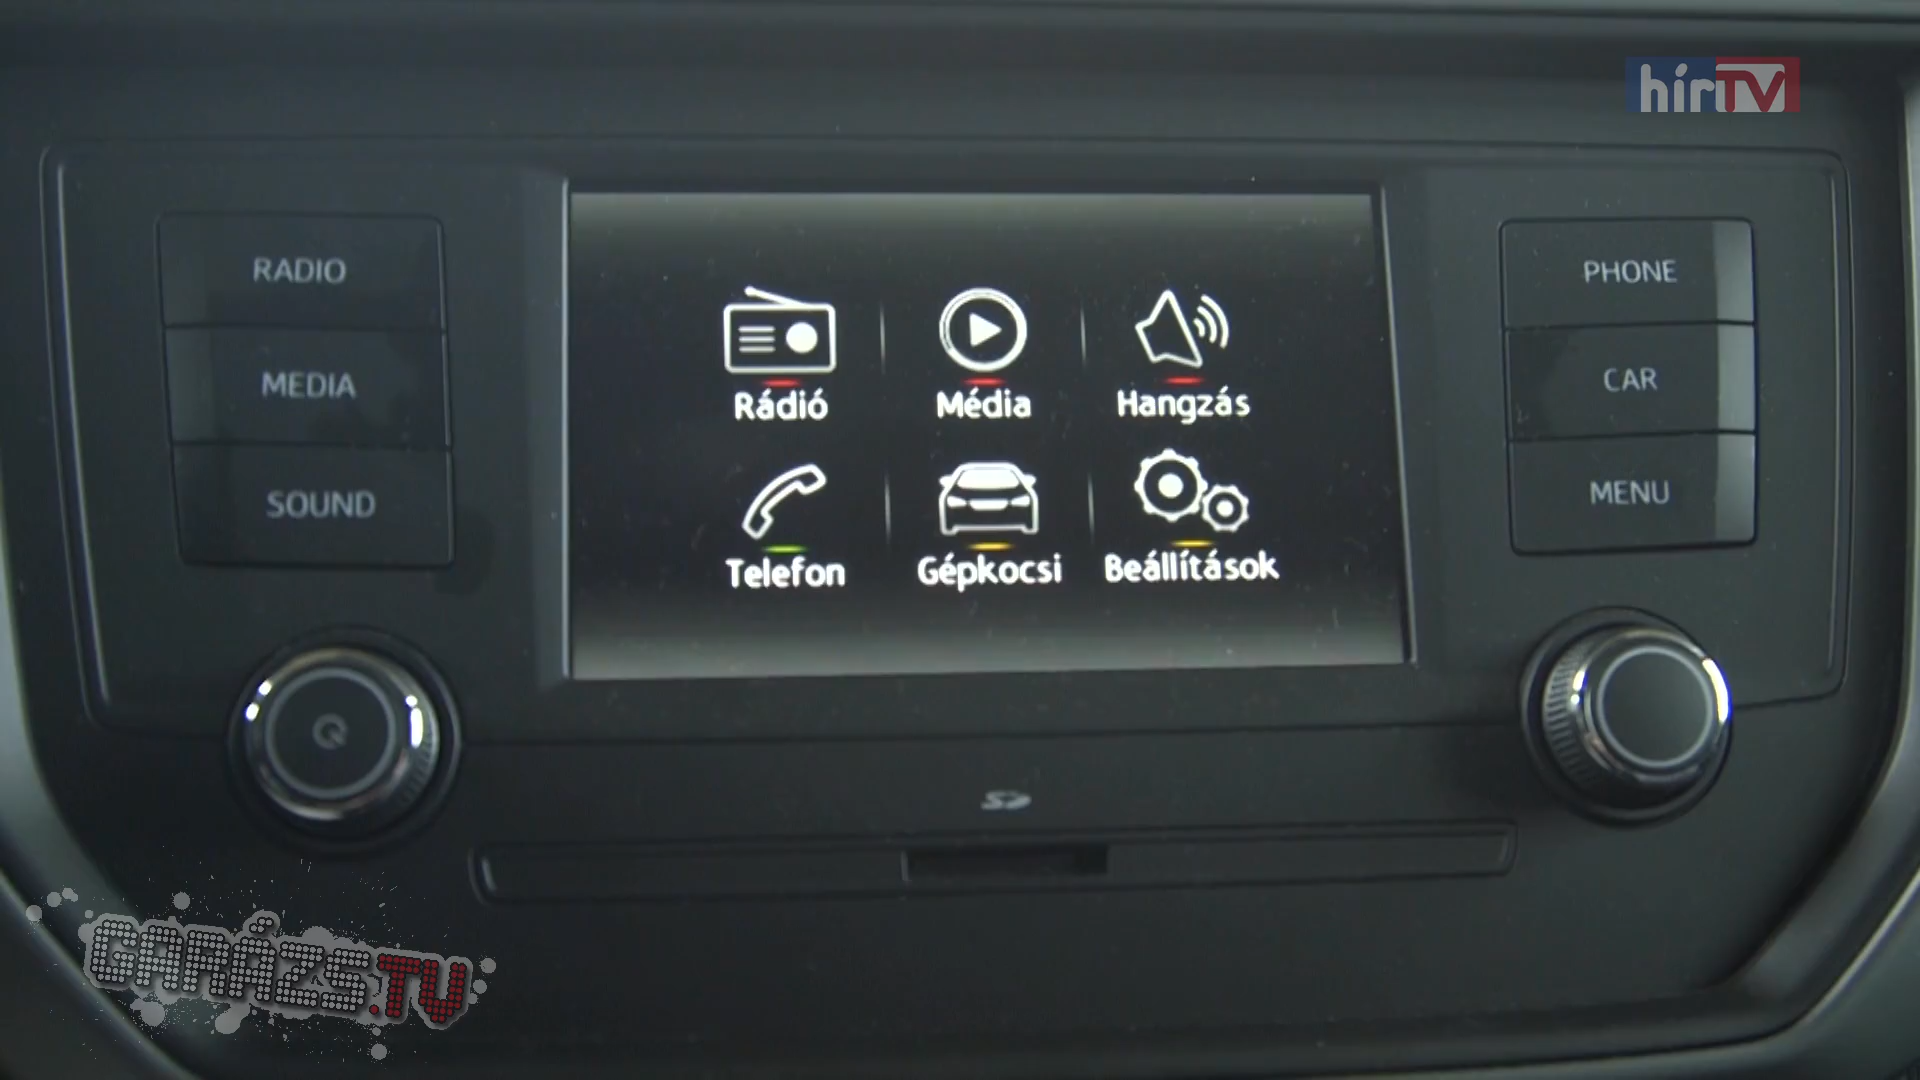 hírTV
RADIO
MEDIA
SOUND
Rádió
Média
Hangzás
Telefon
Gépkocsi
Beállítások
PHONE
CAR
MENU
SD
GARÁZS.TV